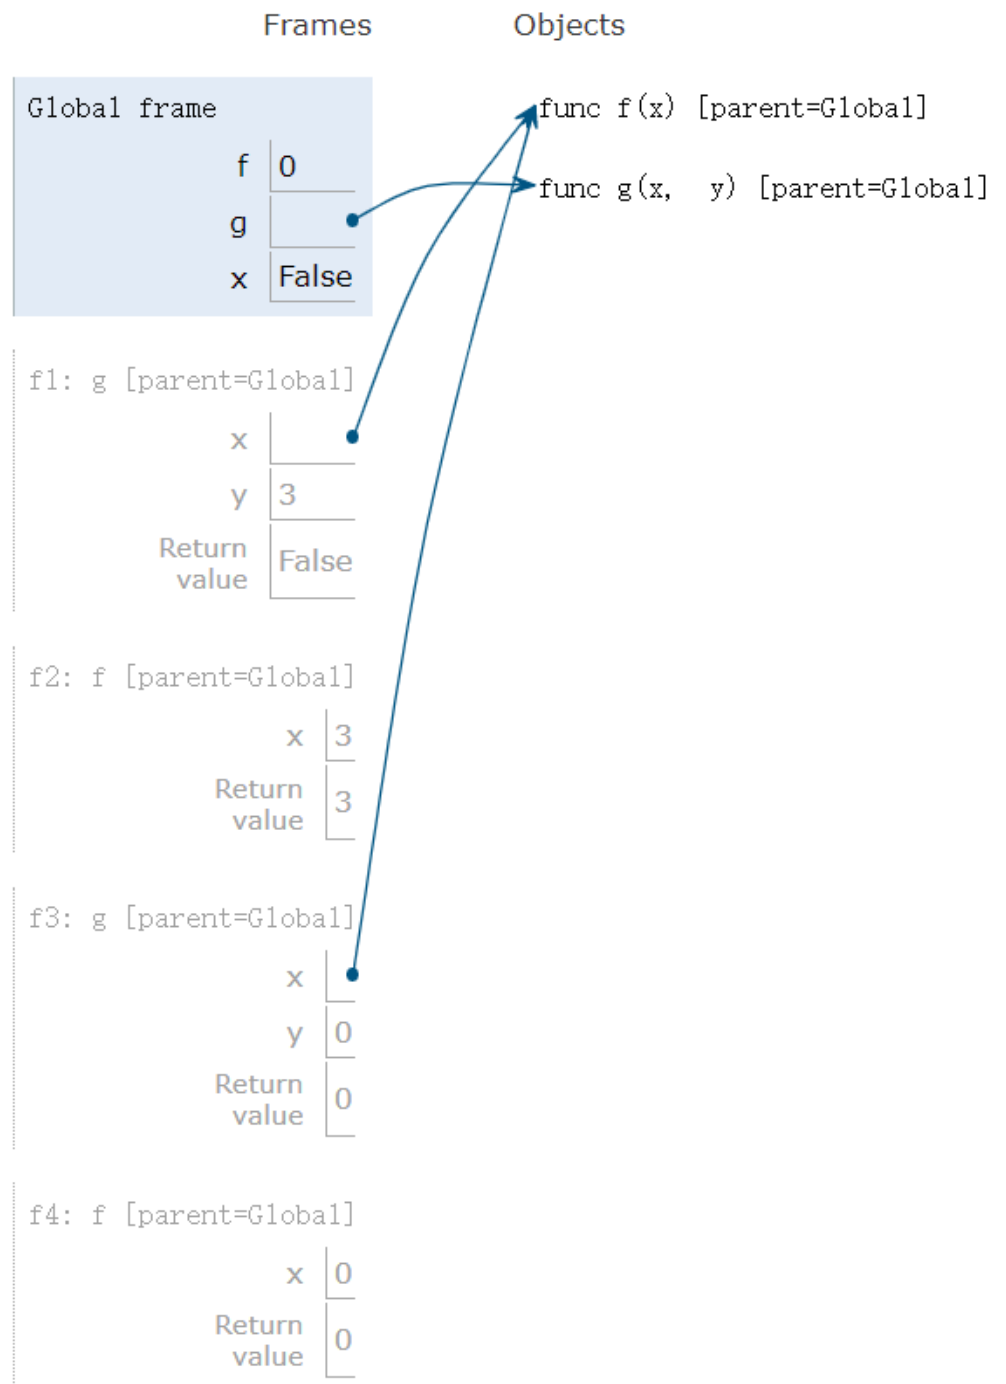 Frames Objects
Global frame
f 0
g
x False
func f(x) [parent=Global]
func g(x, y) [parent=Global]
f1: g [parent=Global]
x
y 3
Return
value False
f2: f [parent=Global]
x 3
Return
value 3
f3: g [parent=Global]
x
y 0
Return
value 0
f4: f [parent=Global]
x 0
Return
value 0